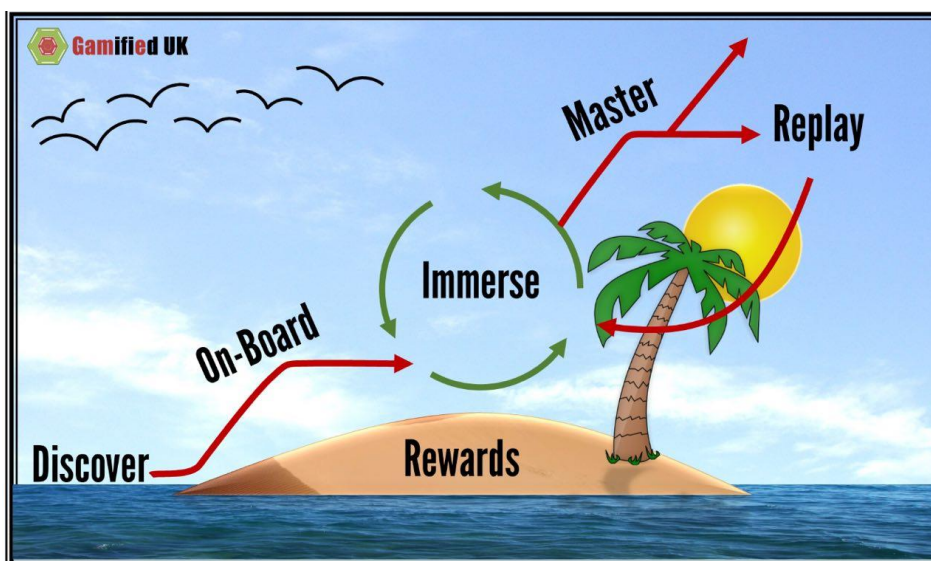 Gamified UK
Master
Replay
Immerse
On-Board
Discover
Rewards